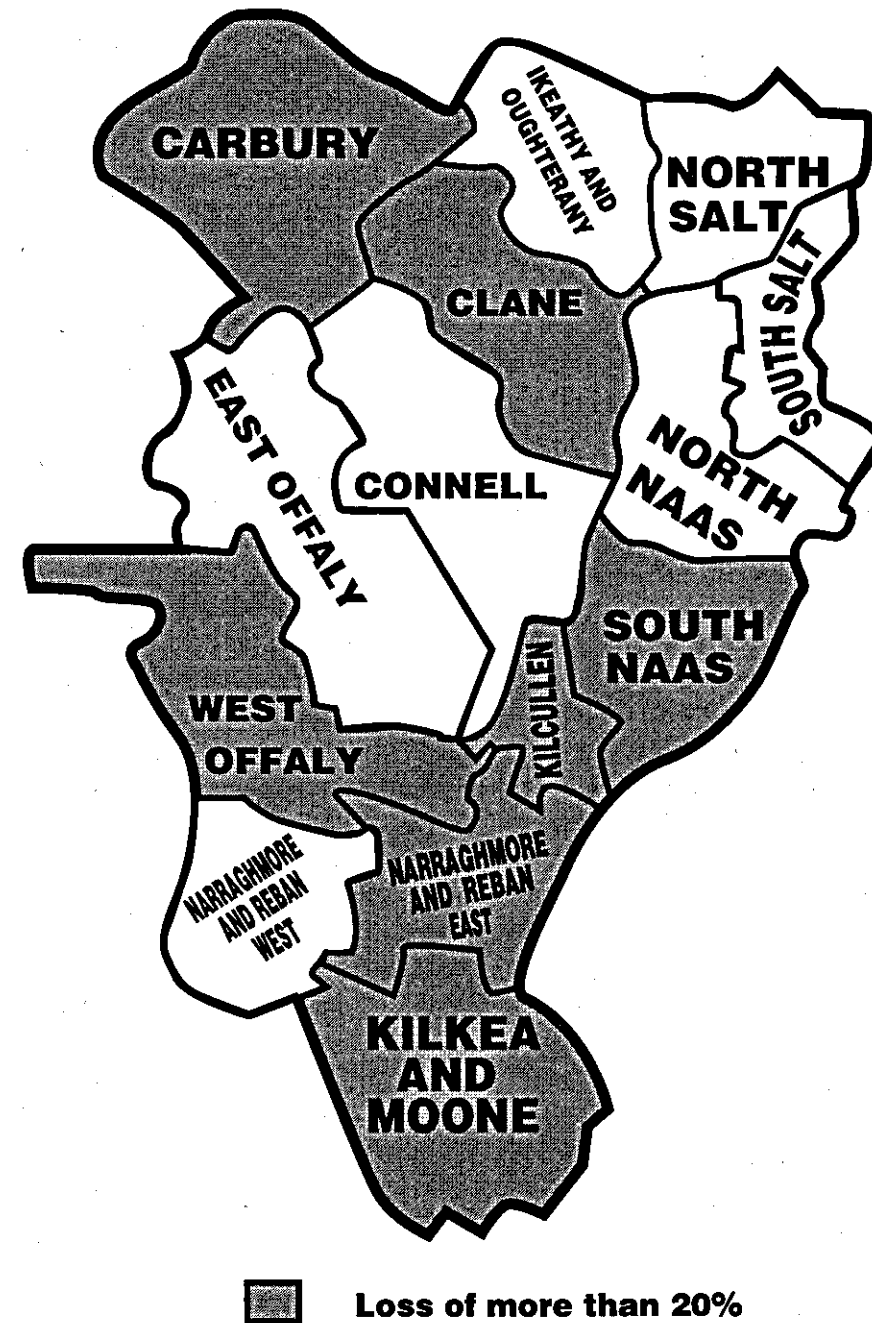 CARBURY
IKEATHY AND
OUGHTERANY
NORTH
SALT
SOUTH SALT
CLANE
EAST OFFALY
CONNELL
NORTH
NAAS
SOUTH
NAAS
KILCULLEN
WEST
OFFALY
NARRAGHMORE
AND REBAN
WEST
NARRAGHMORE
AND REBAN
EAST
KILKEA
AND
MOONE
Loss of more than 20%